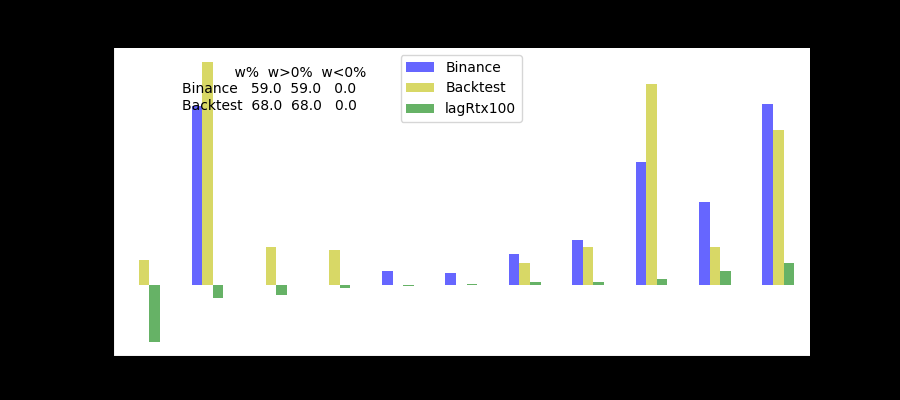 w%  w>0%  w<0%
Binance  59.0  59.0  0.0
Backtest  68.0  68.0  0.0
Binance
Backtest
lagRtx100